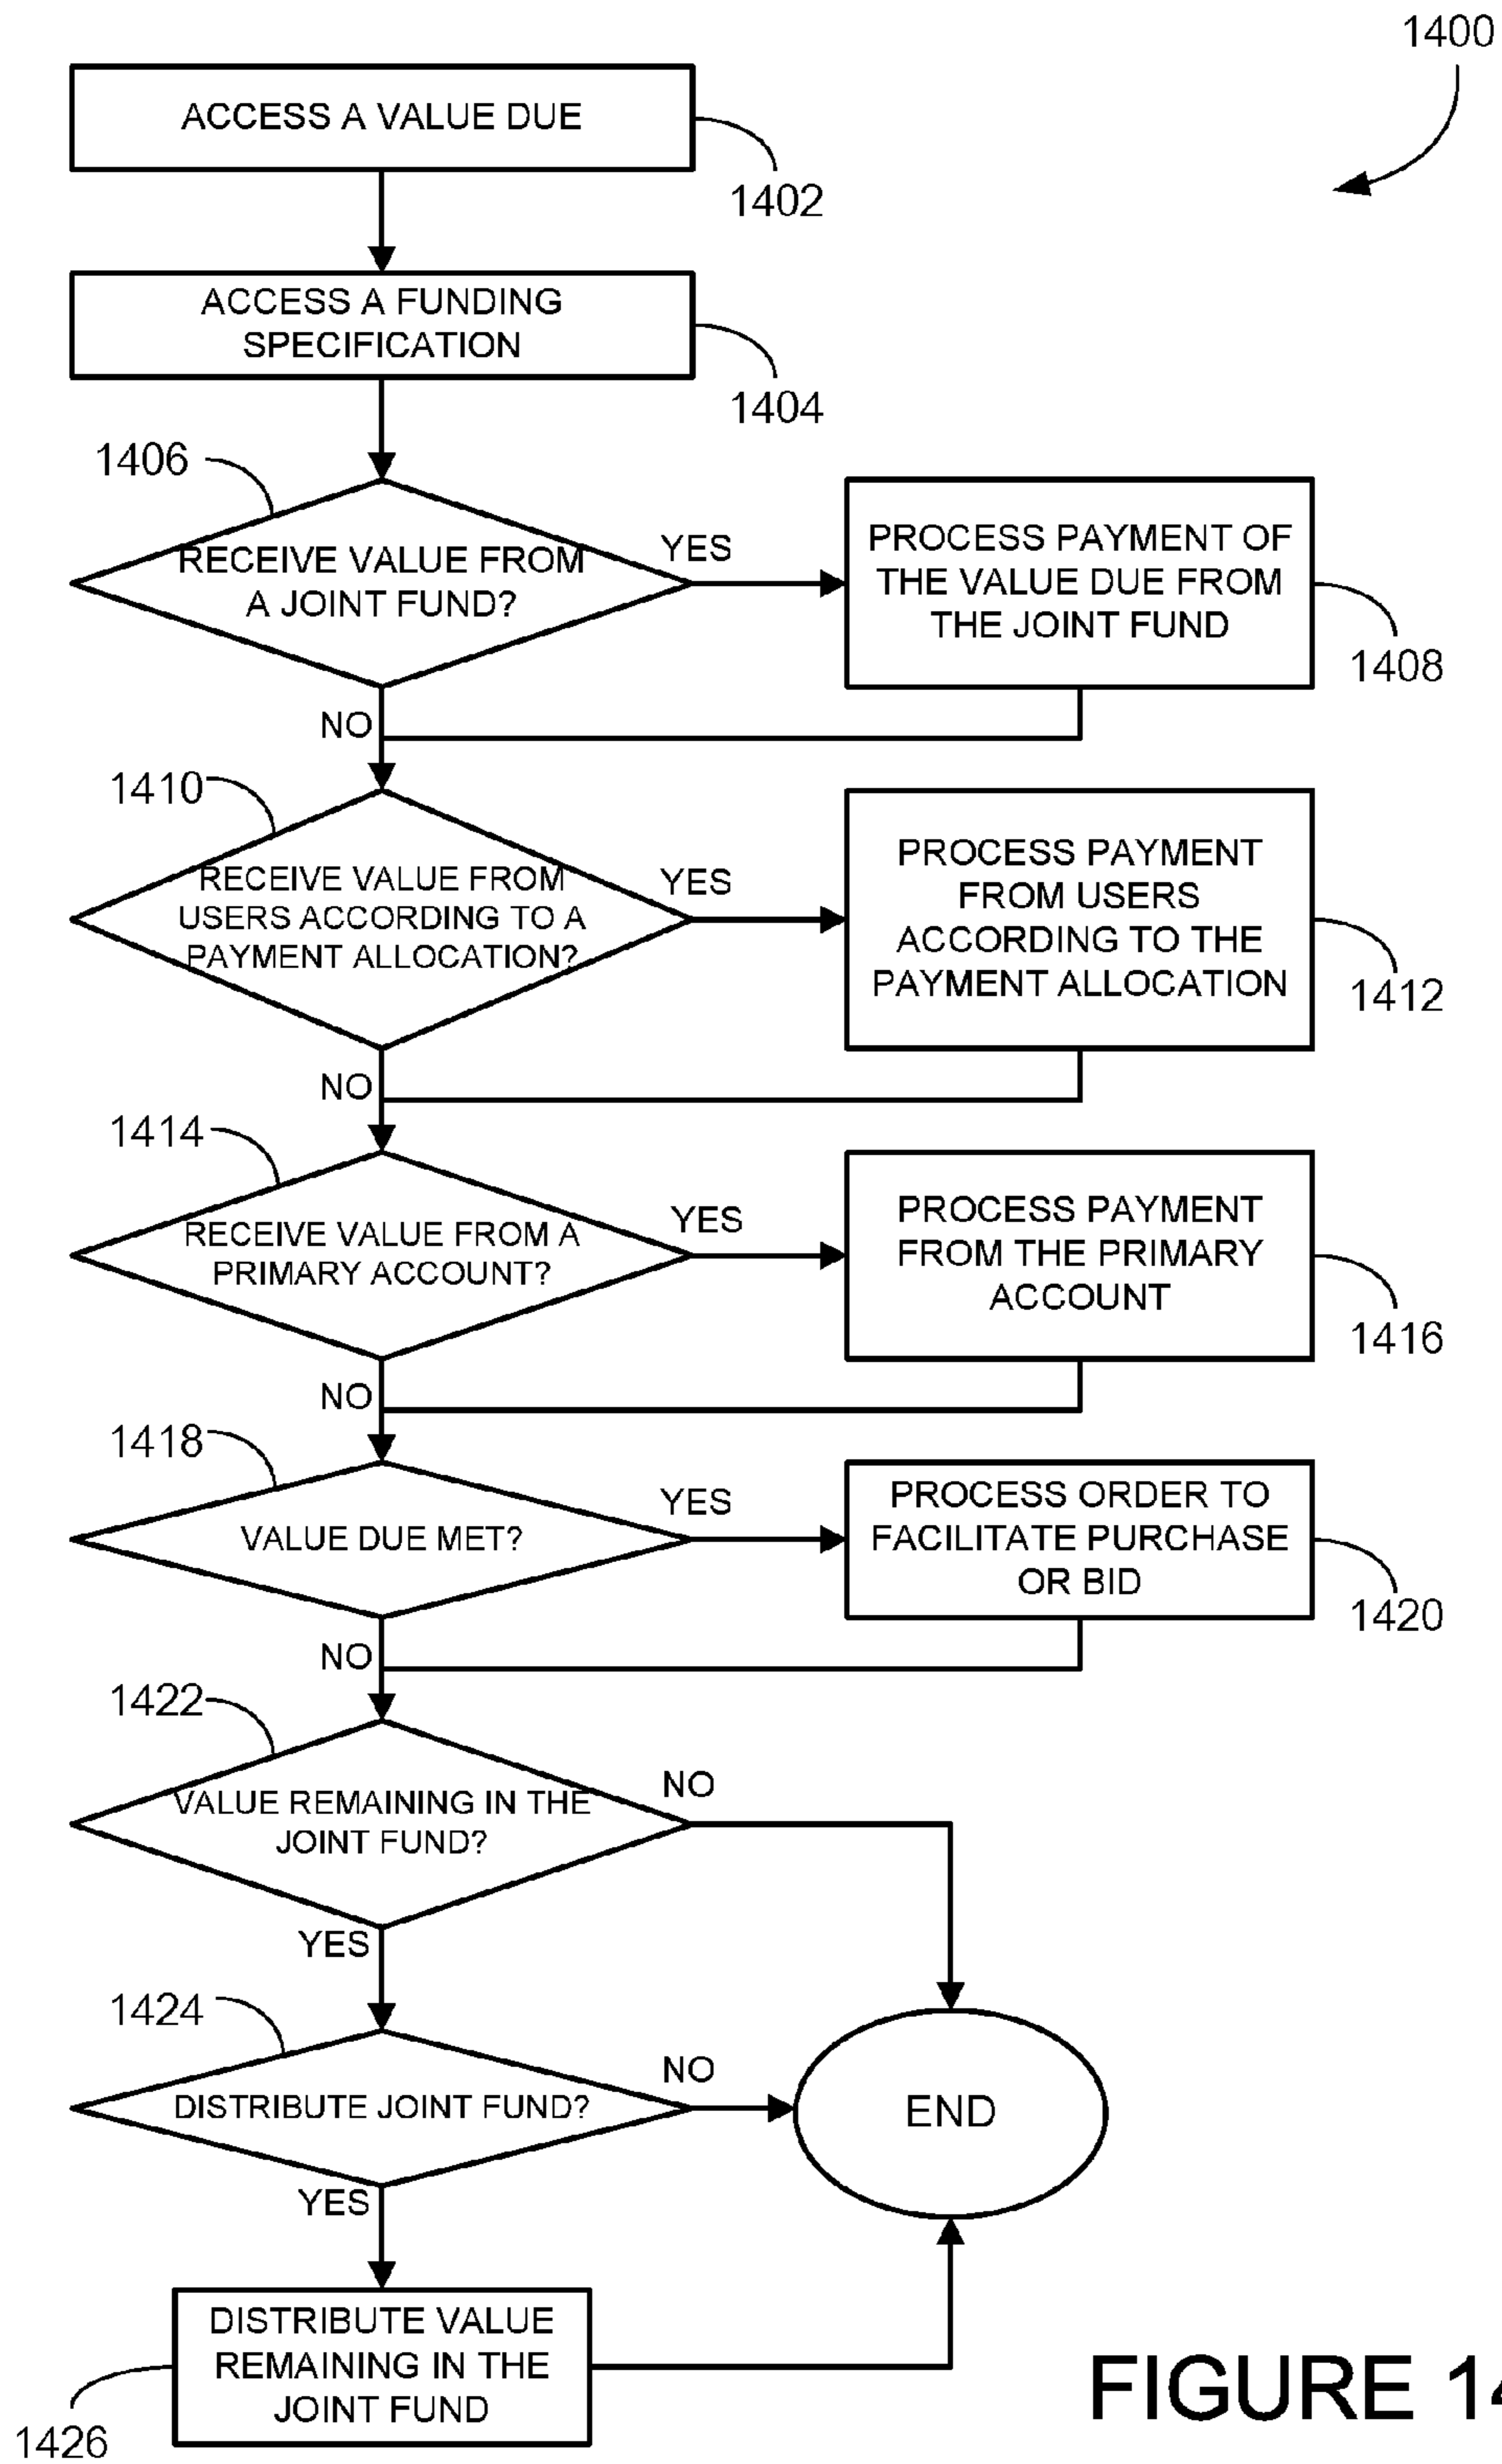 1400
ACCESS A VALUE DUE
1402
ACCESS A FUNDING
SPECIFICATION
1404
1406
RECEIVE VALUE FROM
A JOINT FUND?
YES
NO
PROCESS PAYMENT OF
THE VALUE DUE FROM
THE JOINT FUND
1408
1410
RECEIVE VALUE FROM
USERS ACCORDING TO A
PAYMENT ALLOCATION?
YES
NO
PROCESS PAYMENT
FROM USERS
ACCORDING TO THE
PAYMENT ALLOCATION
1412
1414
RECEIVE VALUE FROM A
PRIMARY ACCOUNT?
YES
NO
PROCESS PAYMENT
FROM THE PRIMARY
ACCOUNT
1416
1418
VALUE DUE MET?
YES
NO
PROCESS ORDER TO
FACILITATE PURCHASE
OR BID
1420
1422
VALUE REMAINING IN THE
JOINT FUND?
NO
YES
1424
DISTRIBUTE JOINT FUND?
NO
YES
END
DISTRIBUTE VALUE
REMAINING IN THE
JOINT FUND
1426
FIGURE 14